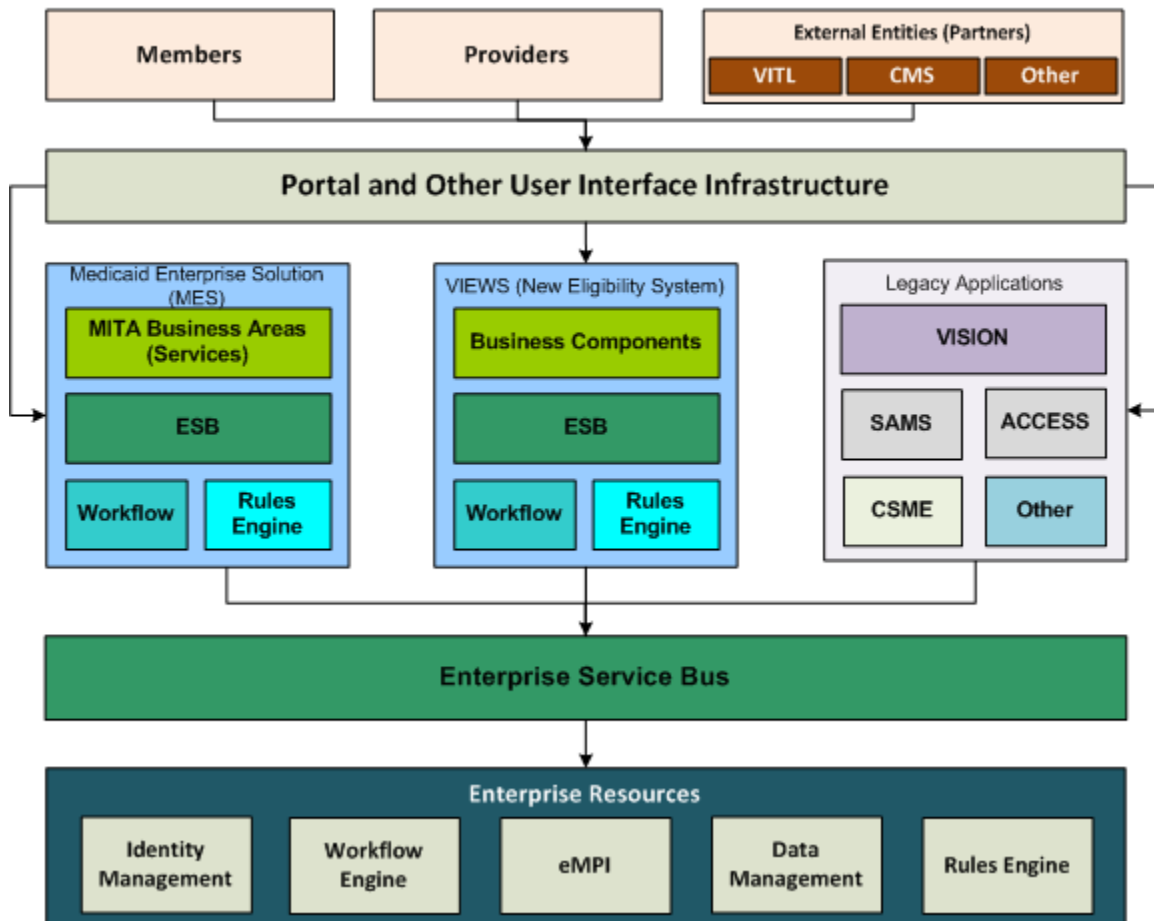 Members
Providers
External Entities (Partners)
VITL
CMS
Other
Portal and Other User Interface Infrastructure
Medicaid Enterprise Solution
(MES)
MITA Business Areas
(Services)
ESB
Workflow
Rules
Engine
VIEWS (New Eligibility System)
Business Components
ESB
Workflow
Rules
Engine
Legacy Applications
VISION
SAMS
ACCESS
CSME
Other
Enterprise Service Bus
Enterprise Resources
Identity
Management
Workflow
Engine
eMPI
Data
Management
Rules Engine